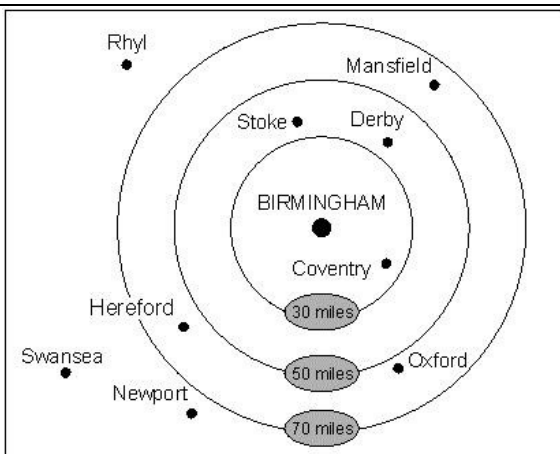 Rhyl
Mansfield
Stoke
Derby
BIRMINGHAM
Coventry
30 miles
Hereford
Swansea
50 miles
Oxford
Newport
70 miles